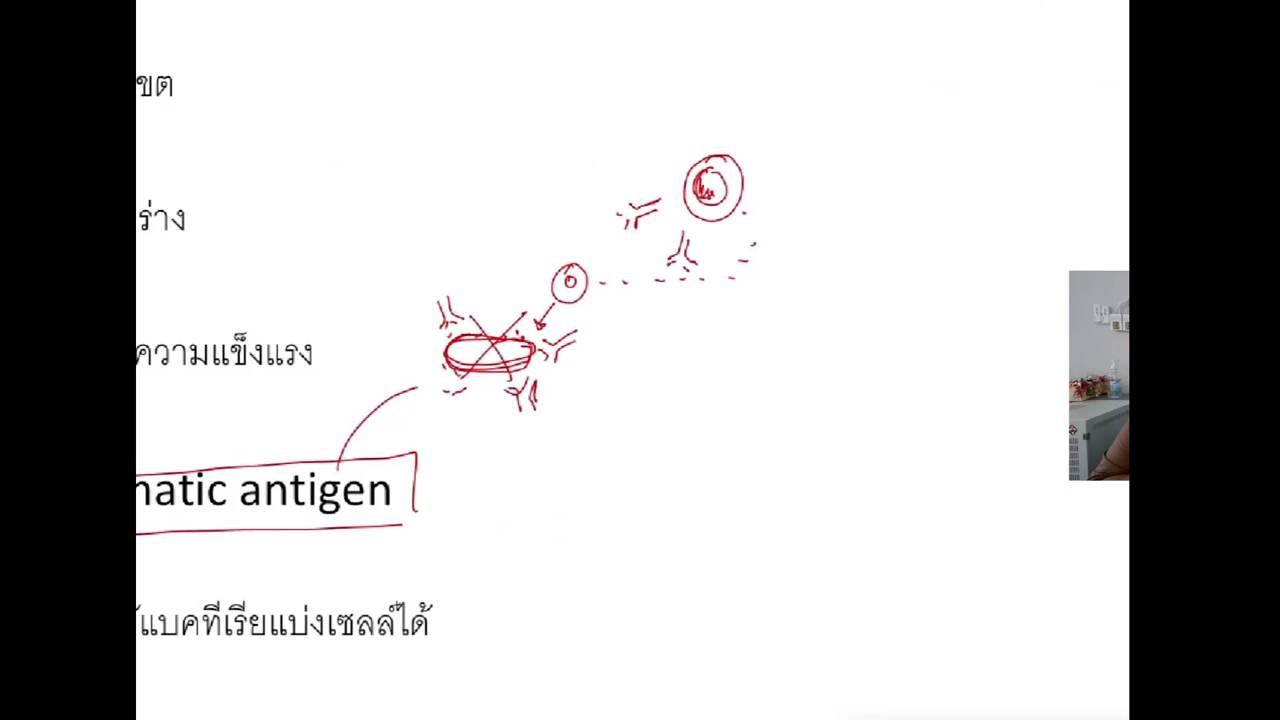 ขต
ร่าง
ความแข็งแรง
matic antigen
แบคทีเรียแบ่งเซลล์ได้